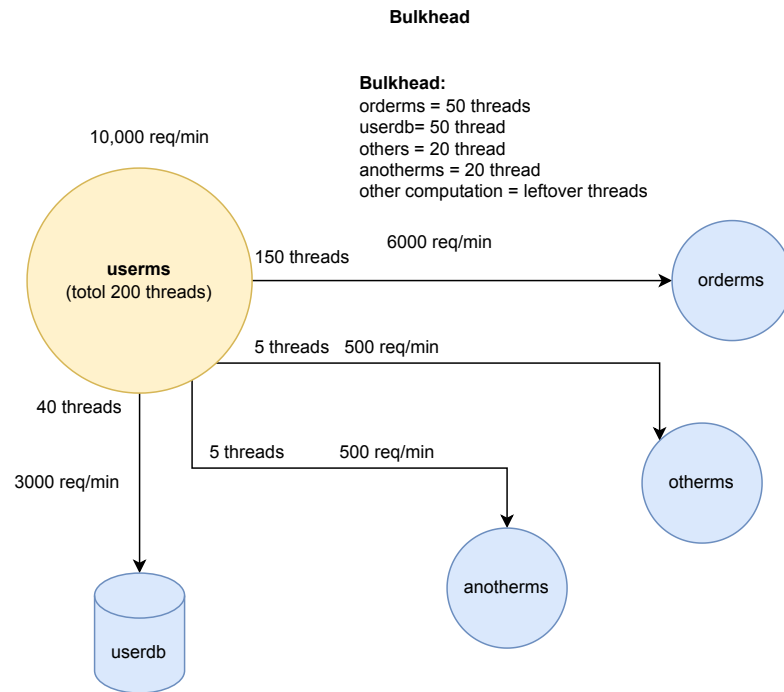 Bulkhead
Bulkhead:
orderms = 50 threads
userdb= 50 thread
others = 20 thread
anotherms = 20 thread
other computation = leftover threads
10,000 req/min
userms
(totol 200 threads)
150 threads
6000 req/min
orderms
5 threads
500 req/min
otherms
40 threads
5 threads
500 req/min
3000 req/min
anotherms
userdb